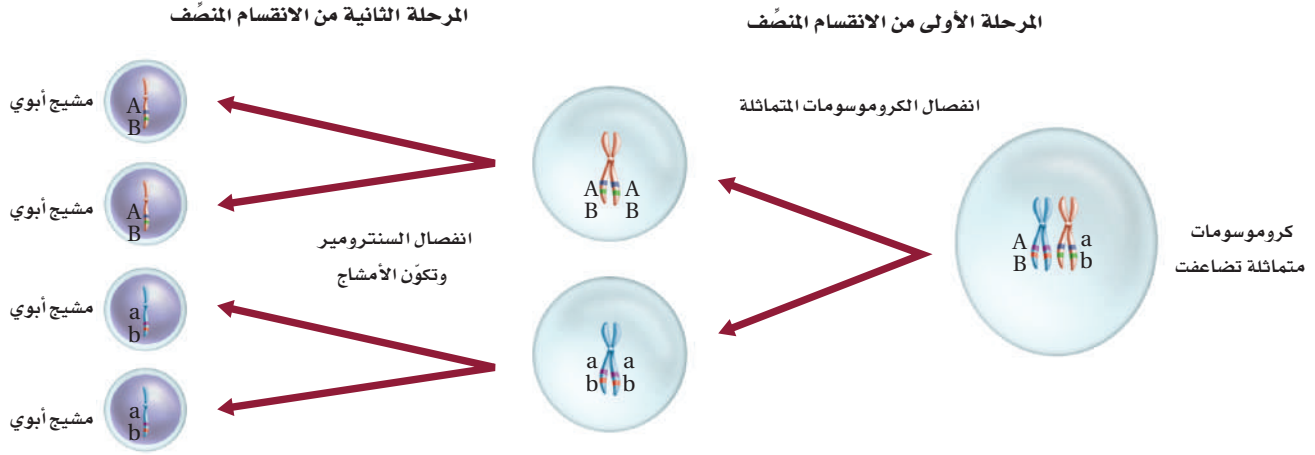 المرحلة الأولى من الانقسام المنصِّف
المرحلة الثانية من الانقسام المنصِّف
كروموسومات
متماثلة تضاعفت
A
B
a
b
انفصال الكروموسومات المتماثلة
A A
B B
a a
b b
انفصال السنترومير
وتكوّن الأمشاج
A
B
مشيج أبوي
A
B
مشيج أبوي
a
b
مشيج أبوي
a
b
مشيج أبوي